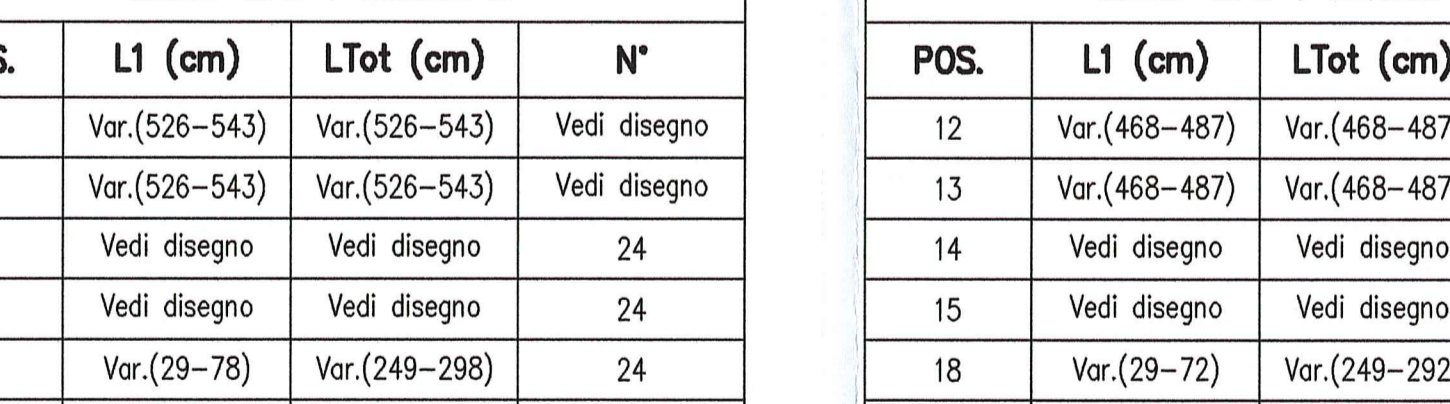 L1 (cm) LTot (cm) N°
Var.(526–543) Var.(526–543) Vedi disegno
Var.(526–543) Var.(526–543) Vedi disegno
Vedi disegno Vedi disegno 24
Vedi disegno Vedi disegno 24
Var.(29–78) Var.(249–298) 24
POS. L1 (cm) LTot (cm)
12 Var.(468–487) Var.(468–487
13 Var.(468–487) Var.(468–487
14 Vedi disegno Vedi disegno
15 Vedi disegno Vedi disegno
18 Var.(29–72) Var.(249–292